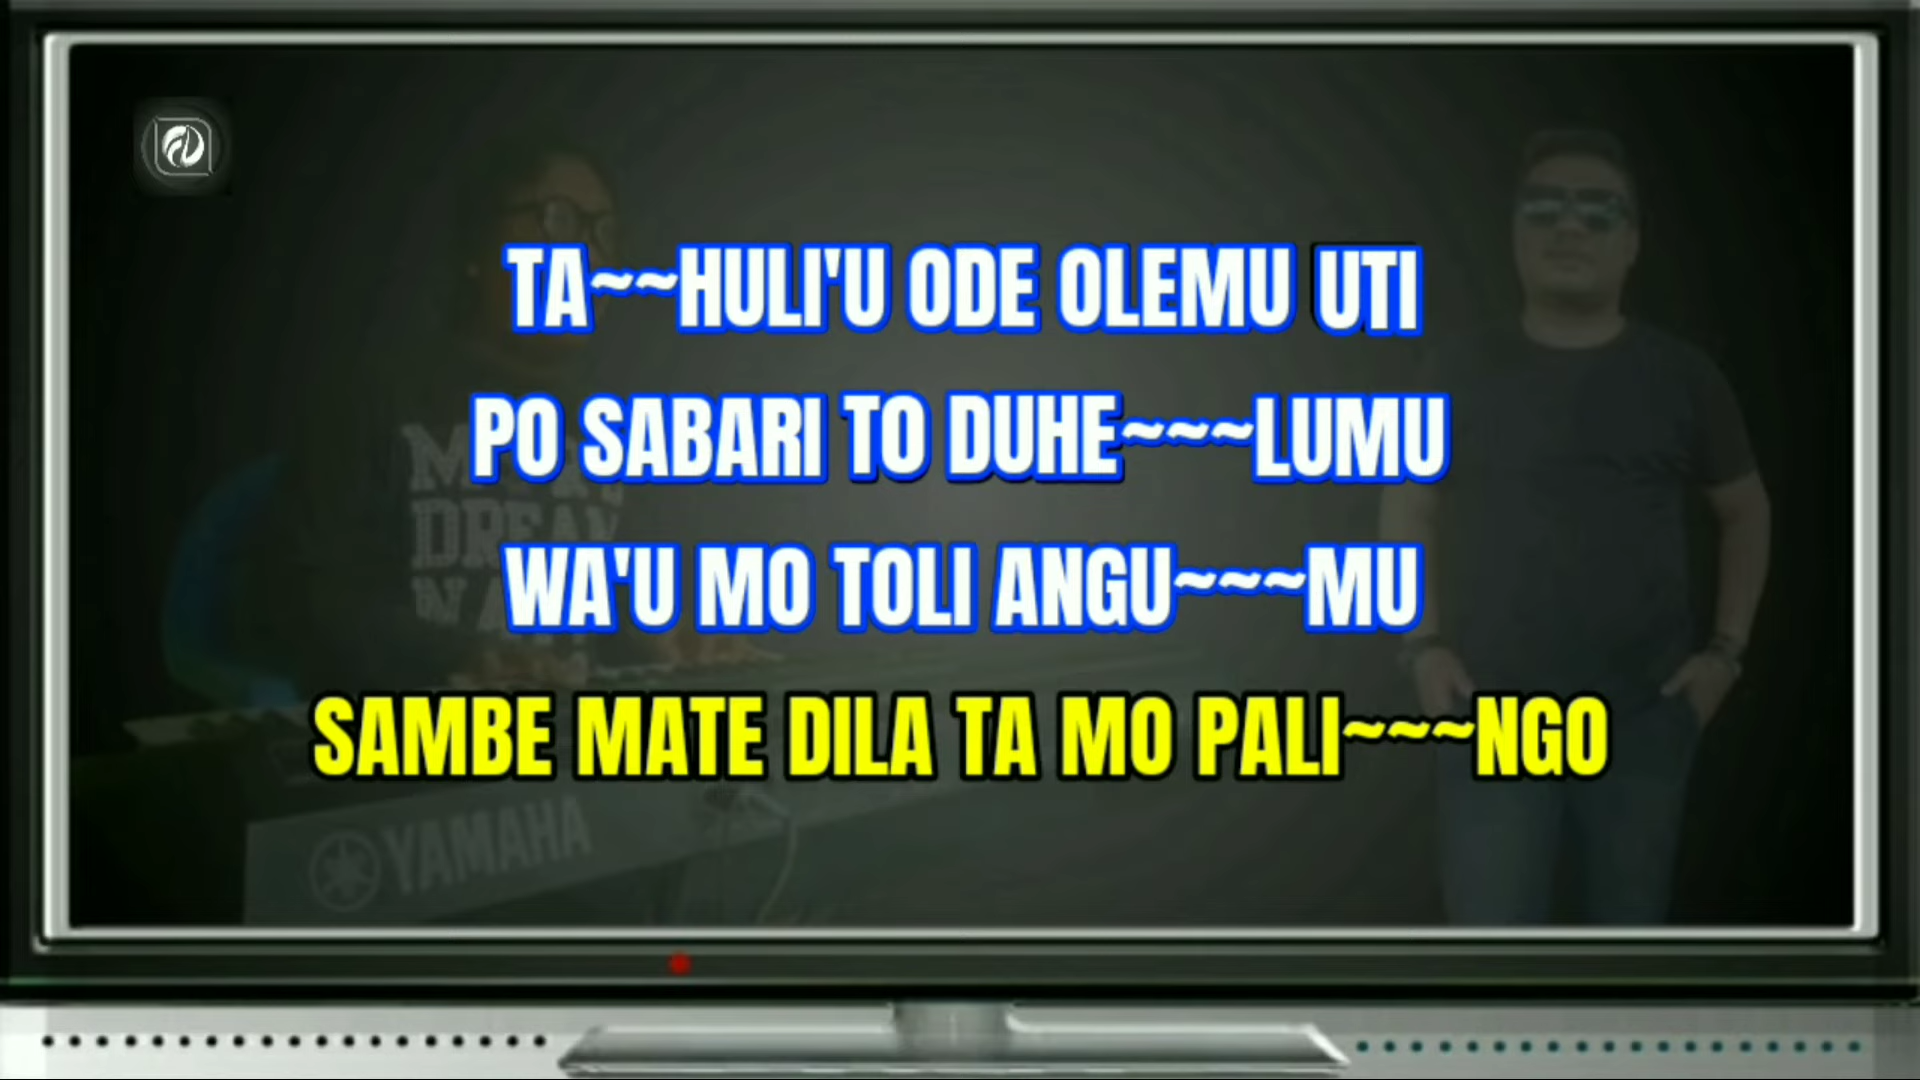 TA~~HULI'U ODE OLEMU UTI
PO SABARI TO DUHE~~~LUMU
WA'U MO TOLI ANGU~~~MU
SAMBE MATE DILA TA MO PALI~~~NGO
YAMAHA